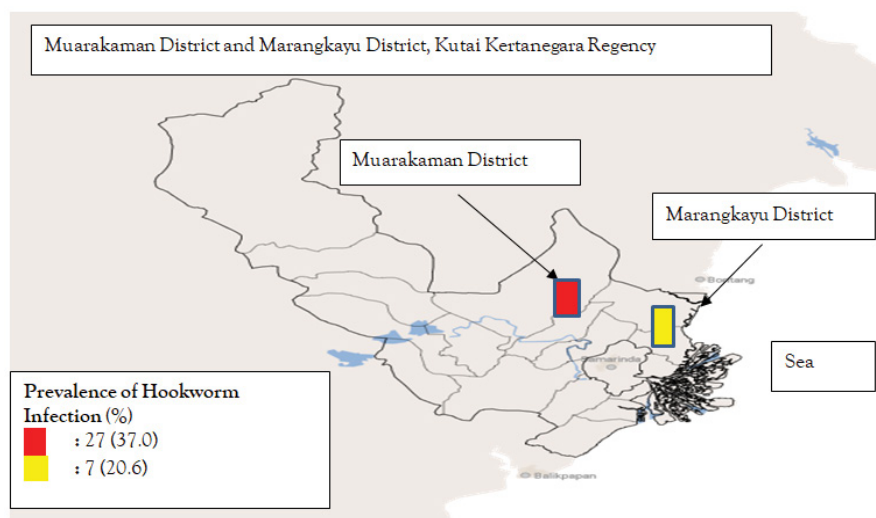 Muarakaman District and Marangkayu District, Kutai Kertanegara Regency
Muarakaman District
Marangkayu District
Bontang
Samarinda
Sea
Prevalence of Hookworm
Infection (%)
: 27 (37.0)
: 7 (20.6)
Balikpapan